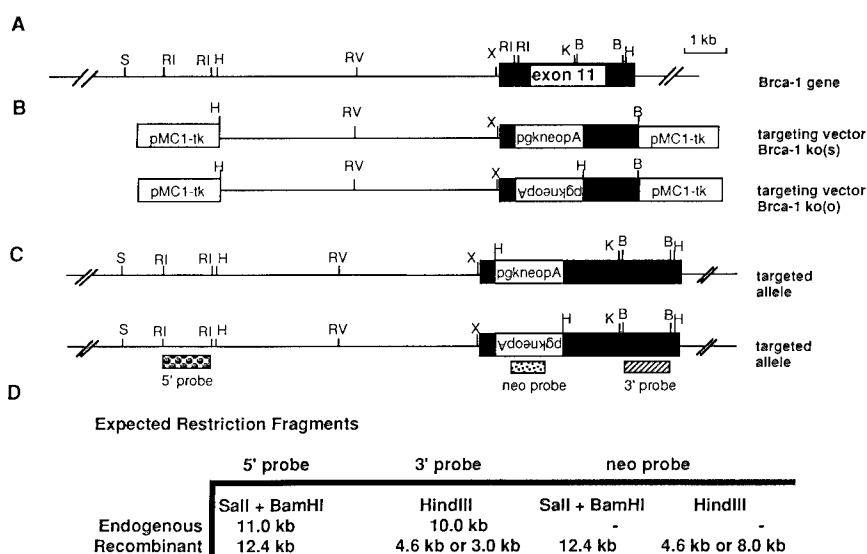 A
S RI RI H RV X RI RI K B B H 1 kb
exon 11
Brca-1 gene
B
H RV X B
pMC1-tk pgkneopA pMC1-tk
targeting vector
Brca-1 ko(s)
H RV X H B
pMC1-tk pgkneopA pMC1-tk
targeting vector
Brca-1 ko(o)
C
S RI RI H RV X H K B B H
pgkneopA
targeted
allele
S RI RI H RV X H K B B H
pgkneopA
targeted
allele
5' probe neo probe 3' probe
D
Expected Restriction Fragments
5' probe 3' probe neo probe
SalI + BamHI HindIII SalI + BamHI HindIII
Endogenous 11.0 kb 10.0 kb - -
Recombinant 12.4 kb 4.6 kb or 3.0 kb 12.4 kb 4.6 kb or 8.0 kb